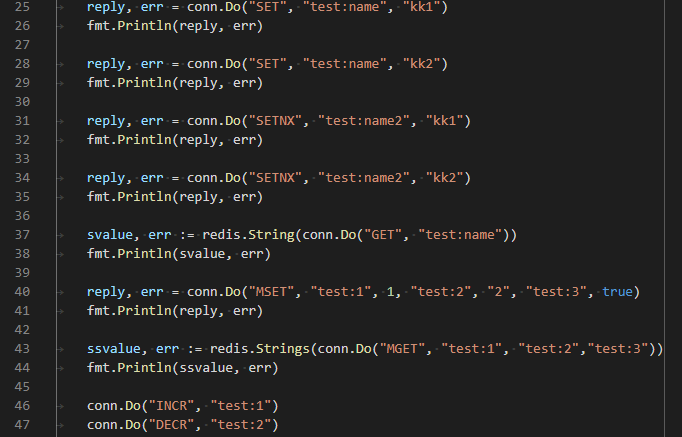 25 reply, err = conn.Do("SET", "test:name", "kk1")
26 fmt.Println(reply, err)
27
28 reply, err = conn.Do("SET", "test:name", "kk2")
29 fmt.Println(reply, err)
30
31 reply, err = conn.Do("SETNX", "test:name2", "kk1")
32 fmt.Println(reply, err)
33
34 reply, err = conn.Do("SETNX", "test:name2", "kk2")
35 fmt.Println(reply, err)
36
37 svalue, err := redis.String(conn.Do("GET", "test:name"))
38 fmt.Println(svalue, err)
39
40 reply, err = conn.Do("MSET", "test:1", 1, "test:2", "2", "test:3", true)
41 fmt.Println(reply, err)
42
43 ssvalue, err := redis.Strings(conn.Do("MGET", "test:1", "test:2","test:3"))
44 fmt.Println(ssvalue, err)
45
46 conn.Do("INCR", "test:1")
47 conn.Do("DECR", "test:2")